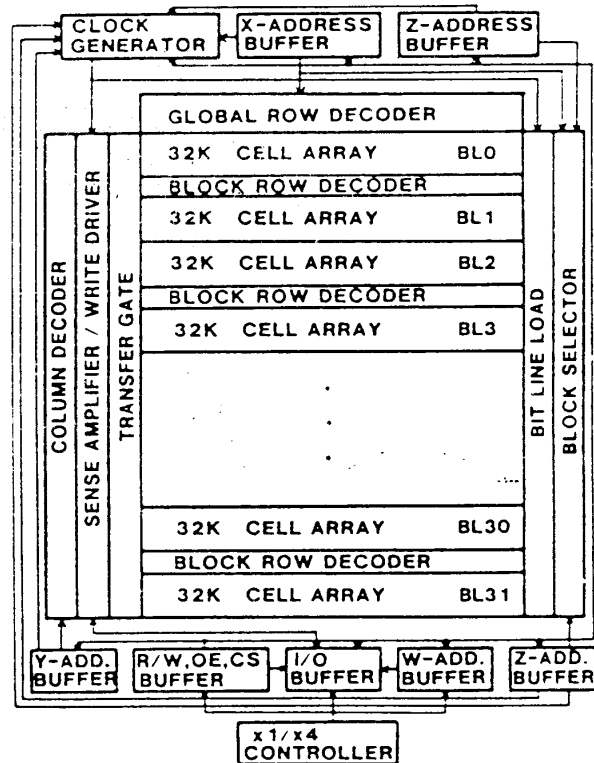 CLOCK
GENERATOR
X-ADDRESS
BUFFER
Z-ADDRESS
BUFFER
GLOBAL ROW DECODER
COLUMN DECODER
SENSE AMPLIFIER / WRITE DRIVER
TRANSFER GATE
32K CELL ARRAY BL0
BLOCK ROW DECODER
32K CELL ARRAY BL1
32K CELL ARRAY BL2
BLOCK ROW DECODER
32K CELL ARRAY BL3
32K CELL ARRAY BL30
BLOCK ROW DECODER
32K CELL ARRAY BL31
BIT LINE LOAD
BLOCK SELECTOR
Y-ADD.
BUFFER
R/W,OE,CS
BUFFER
I/O
BUFFER
W-ADD.
BUFFER
Z-ADD.
BUFFER
x1/x4
CONTROLLER